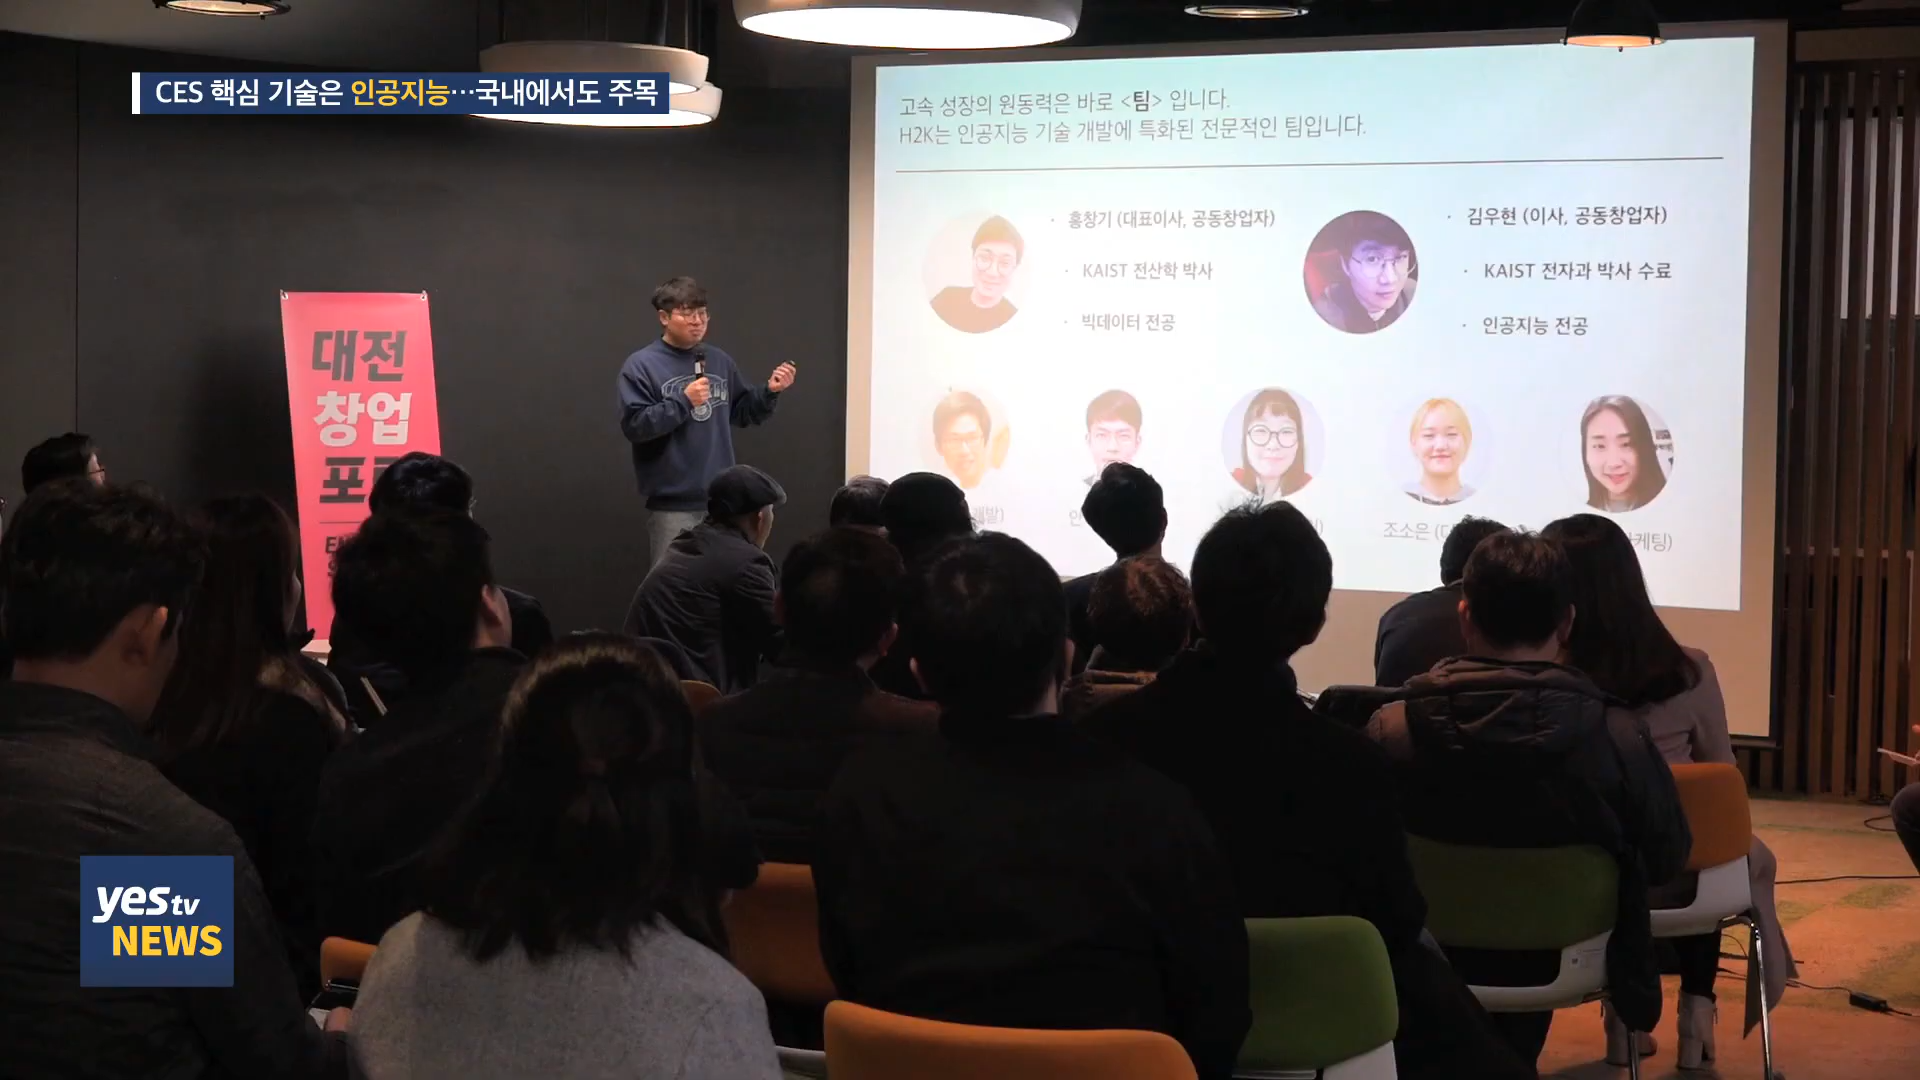 CES 핵심 기술은 인공지능…국내에서도 주목
고속 성장의 원동력은 바로 <팀> 입니다.
H2K는 인공지능 기술 개발에 특화된 전문적인 팀입니다.
· 홍창기 (대표이사, 공동창업자)
· KAIST 전산학 박사
· 빅데이터 전공
· 김우현 (이사, 공동창업자)
· KAIST 전자과 박사 수료
· 인공지능 전공
조소은
대전
창업
yes tv
NEWS